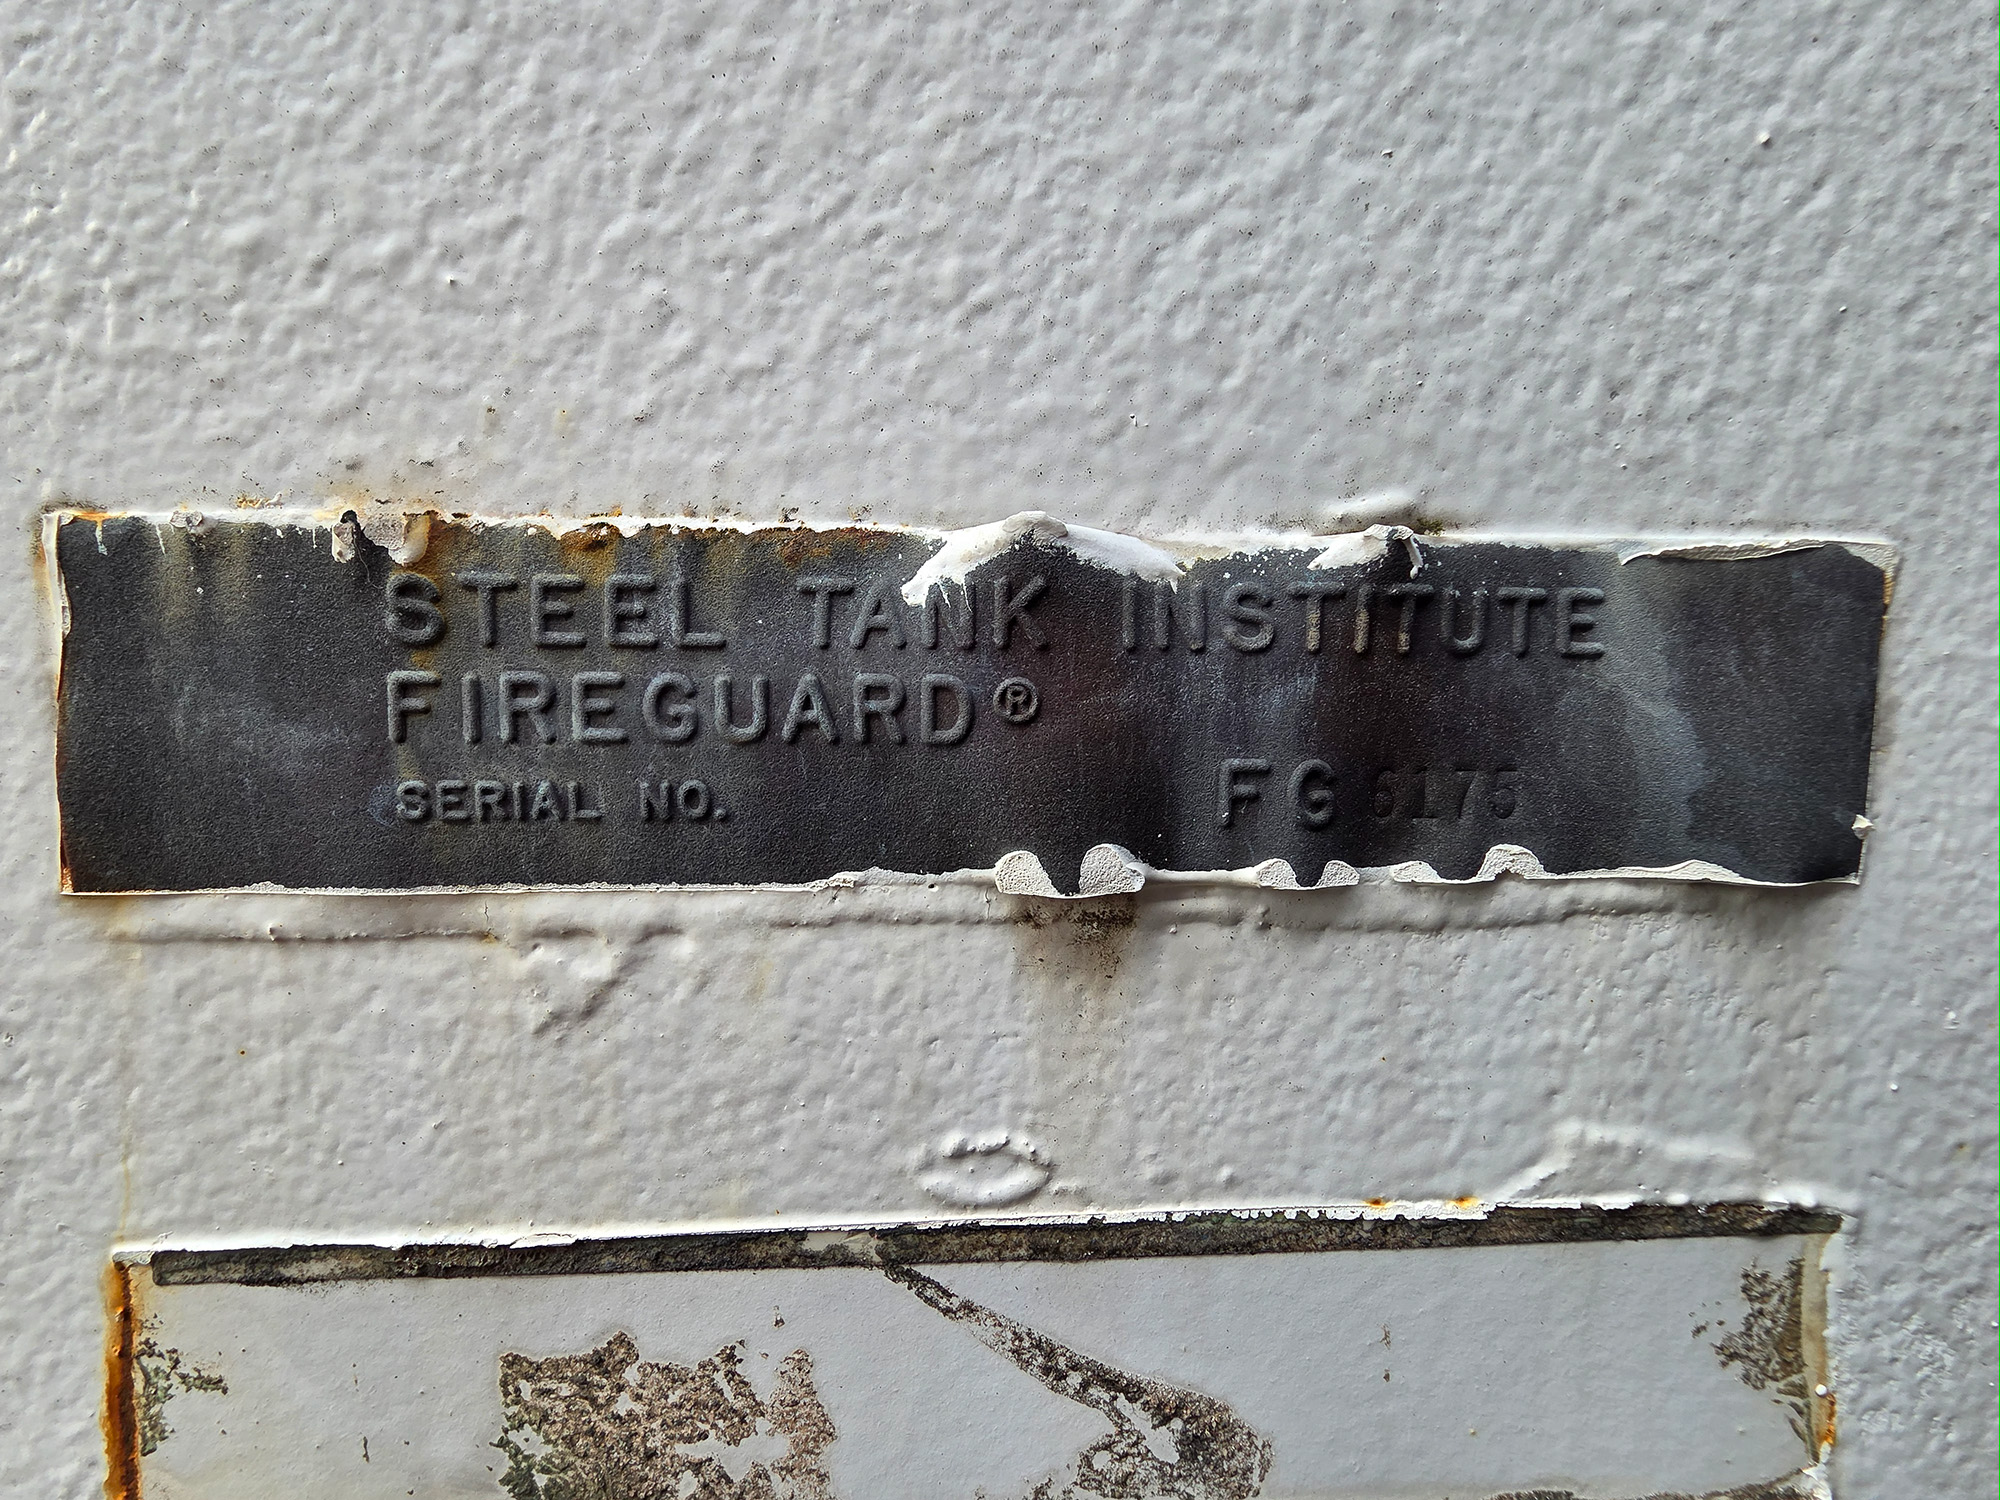 STEEL TANK INSTITUTE
FIREGUARD®
SERIAL NO. FG 6175